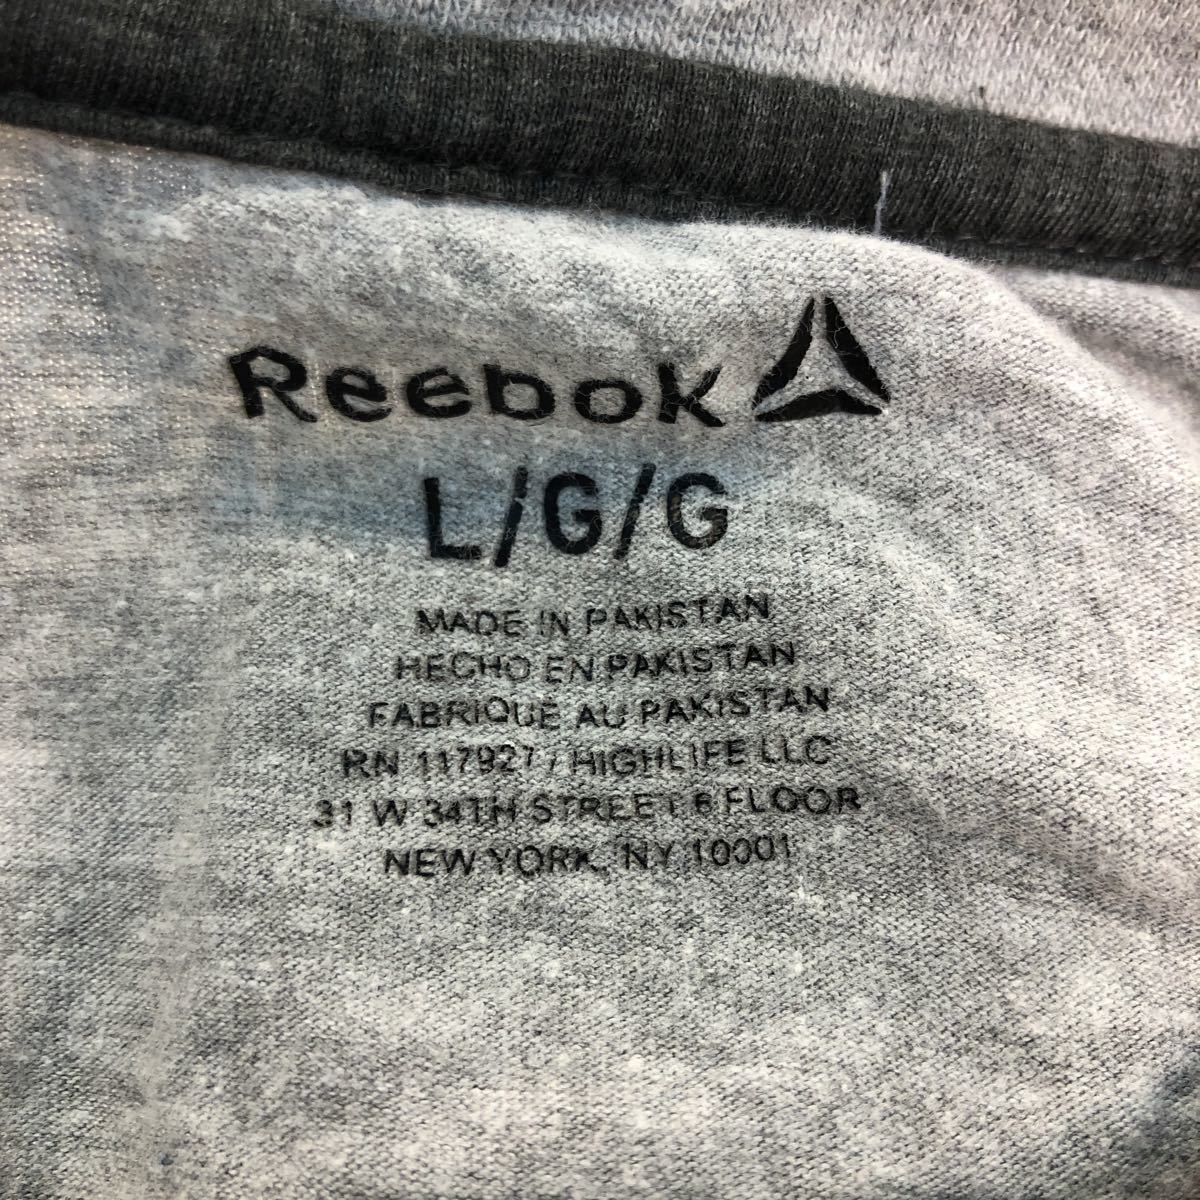 Reebok
L/G/G
MADE IN PAKISTAN
HECHO EN PAKISTAN
FABRIQUE AU PAKISTAN
RN 117927 / HIGHLIFE LLC
31 W 34TH STREET 6 FLOOR
NEW YORK, NY 10001